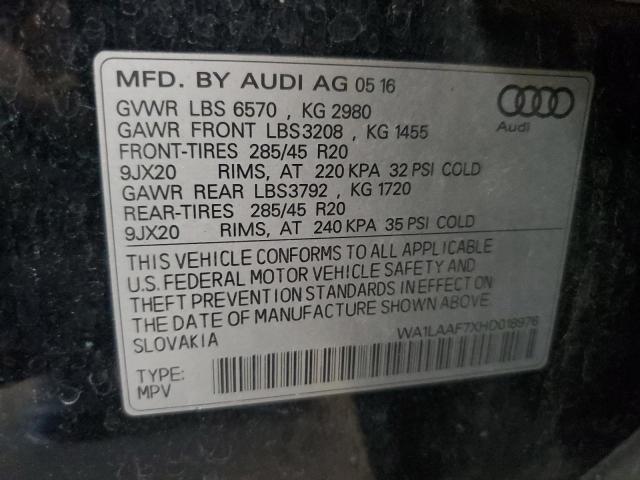 MFD. BY AUDI AG 05 16
GVWR LBS 6570 , KG 2980
GAWR FRONT LBS3208 , KG 1455
FRONT-TIRES 285/45 R20
9JX20 RIMS, AT 220 KPA 32 PSI COLD
GAWR REAR LBS3792 , KG 1720
REAR-TIRES 285/45 R20
9JX20 RIMS, AT 240 KPA 35 PSI COLD
Audi
THIS VEHICLE CONFORMS TO ALL APPLICABLE
U.S. FEDERAL MOTOR VEHICLE SAFETY AND
THEFT PREVENTION STANDARDS IN EFFECT ON
THE DATE OF MANUFACTURE SHOWN ABOVE.
SLOVAKIA
WA1LAAF7XHD018976
TYPE:
MPV